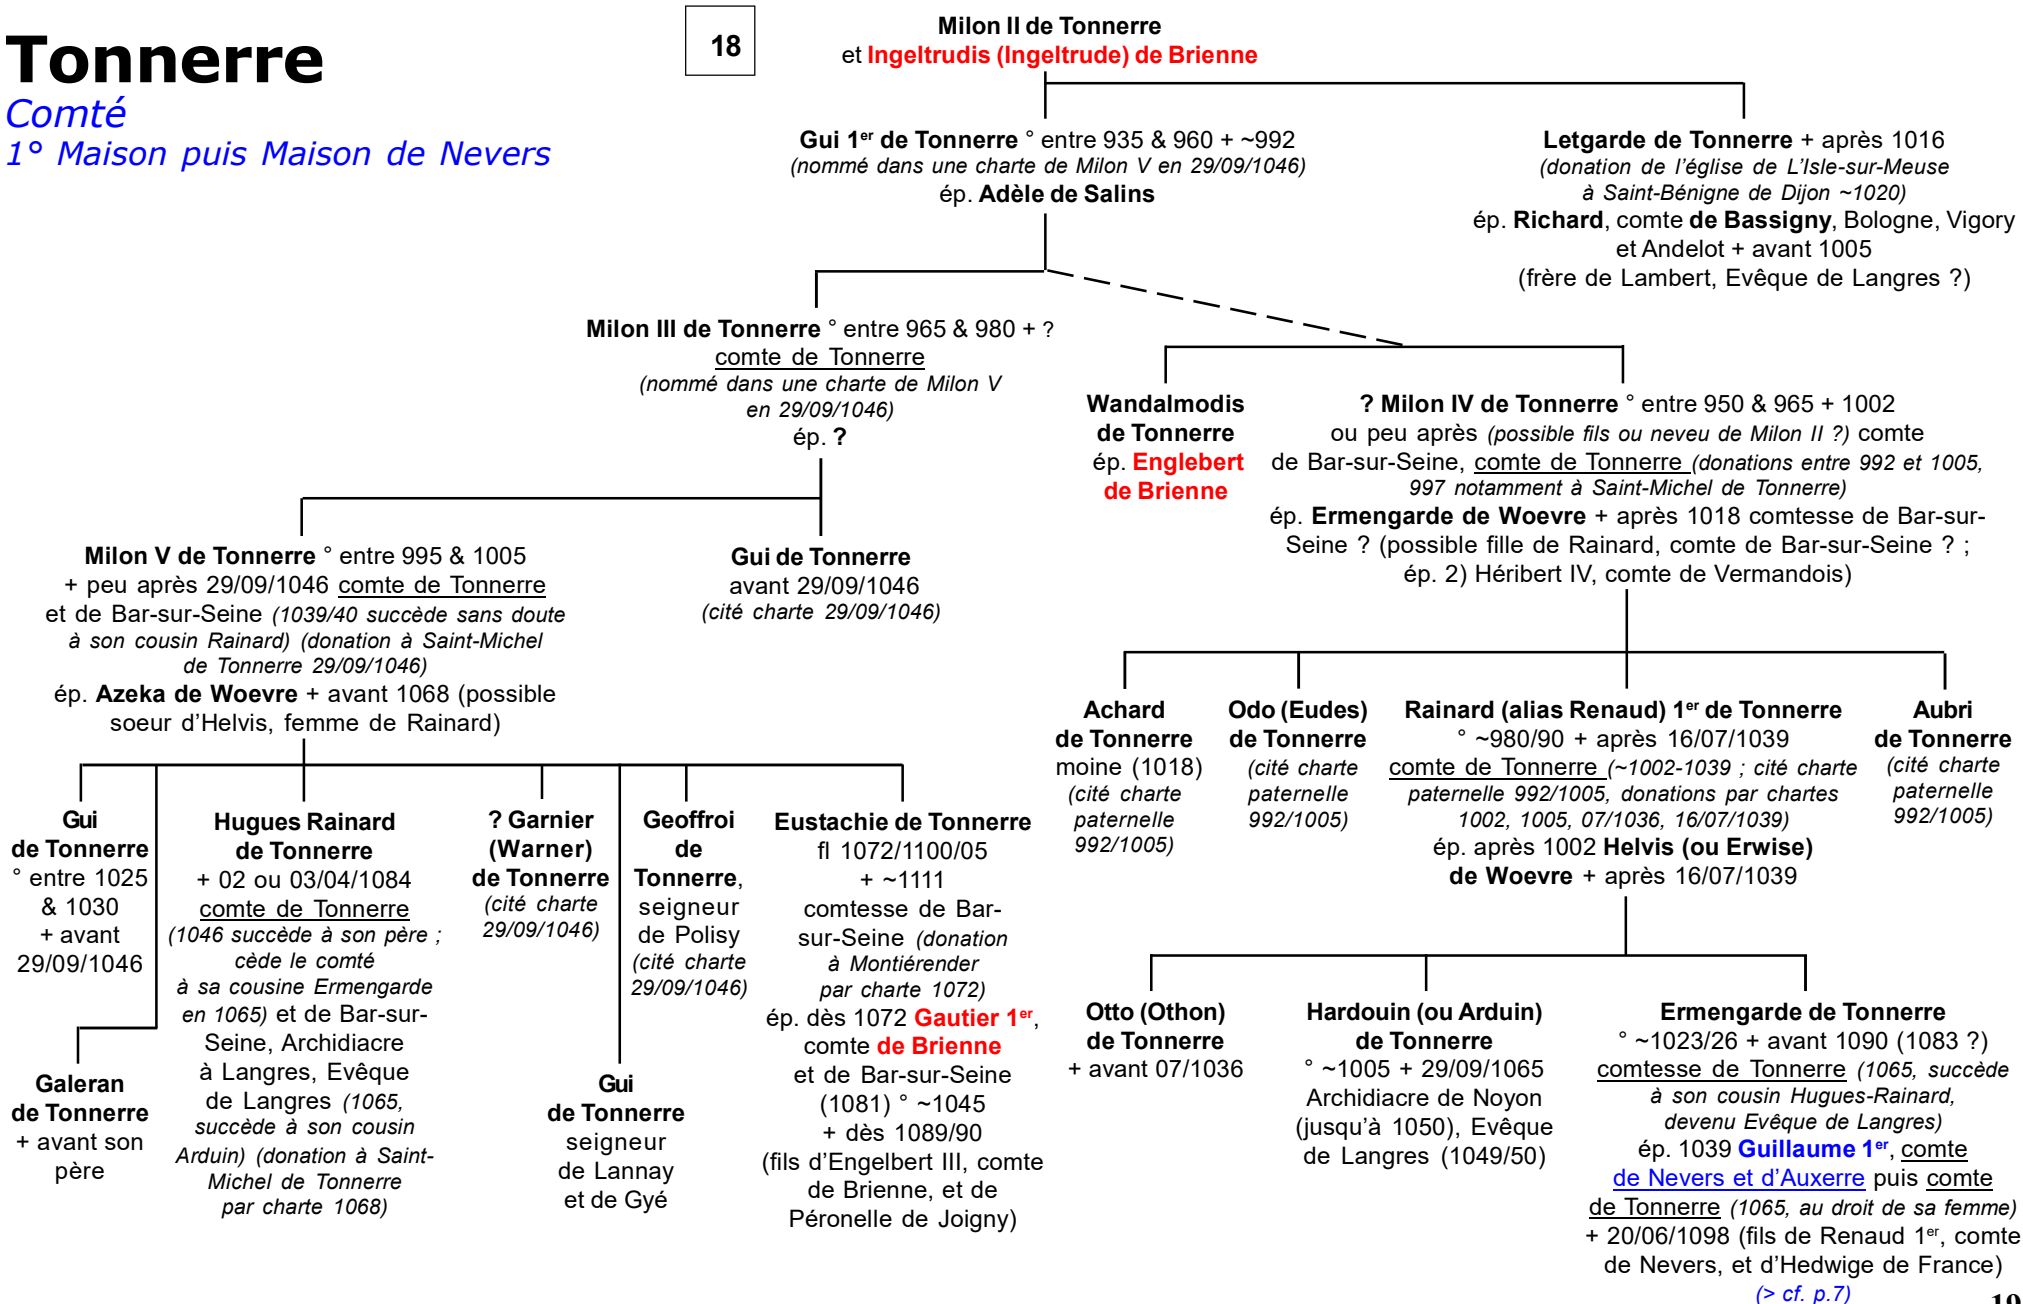 Tonnerre
Comté
1° Maison puis Maison de Nevers
18
Milon II de Tonnerre
et Ingeltrudis (Ingeltrude) de Brienne
Gui 1er de Tonnerre ° entre 935 & 960 + ~992
(nommé dans une charte de Milon V en 29/09/1046)
ép. Adèle de Salins
Letgarde de Tonnerre + après 1016
(donation de l'église de L'Isle-sur-Meuse
à Saint-Bénigne de Dijon ~1020)
ép. Richard, comte de Bassigny, Bologne, Vigory
et Andelot + avant 1005
(frère de Lambert, Evêque de Langres ?)
Milon III de Tonnerre ° entre 965 & 980 + ?
comte de Tonnerre
(nommé dans une charte de Milon V
en 29/09/1046)
ép. ?
Wandalmodis
de Tonnerre
ép. Englebert
de Brienne
? Milon IV de Tonnerre ° entre 950 & 965 + 1002
ou peu après (possible fils ou neveu de Milon II ?) comte
de Bar-sur-Seine, comte de Tonnerre (donations entre 992 et 1005,
997 notamment à Saint-Michel de Tonnerre)
ép. Ermengarde de Woevre + après 1018 comtesse de Bar-sur-
Seine ? (possible fille de Rainard, comte de Bar-sur-Seine ? ;
ép. 2) Héribert IV, comte de Vermandois)
Milon V de Tonnerre ° entre 995 & 1005
+ peu après 29/09/1046 comte de Tonnerre
et de Bar-sur-Seine (1039/40 succède sans doute
à son cousin Rainard) (donation à Saint-Michel
de Tonnerre 29/09/1046)
ép. Azeka de Woevre + avant 1068 (possible
soeur d'Helvis, femme de Rainard)
Gui de Tonnerre
avant 29/09/1046
(cité charte 29/09/1046)
Achard
de Tonnerre
moine (1018)
(cité charte
paternelle
992/1005)
Odo (Eudes)
de Tonnerre
(cité charte
paternelle
992/1005)
Rainard (alias Renaud) 1er de Tonnerre
° ~980/90 + après 16/07/1039
comte de Tonnerre (~1002-1039 ; cité charte
paternelle 992/1005, donations par chartes
1002, 1005, 07/1036, 16/07/1039)
ép. après 1002 Helvis (ou Erwise)
de Woevre + après 16/07/1039
Aubri
de Tonnerre
(cité charte
paternelle
992/1005)
Gui
de Tonnerre
° entre 1025
& 1030
+ avant
29/09/1046
Galeran
de Tonnerre
+ avant son
père
Hugues Rainard
de Tonnerre
+ 02 ou 03/04/1084
comte de Tonnerre
(1046 succède à son père ;
cède le comté
à sa cousine Ermengarde
en 1065) et de Bar-sur-
Seine, Archidiacre
à Langres, Evêque
de Langres (1065,
succède à son cousin
Arduin) (donation à Saint-
Michel de Tonnerre
par charte 1068)
? Garnier
(Warner)
de Tonnerre
(cité charte
29/09/1046)
Gui
de Tonnerre
seigneur
de Lannay
et de Gyé
Geoffroi
de
Tonnerre,
seigneur
de Polisy
(cité charte
29/09/1046)
Eustachie de Tonnerre
fl 1072/1100/05
+ ~1111
comtesse de Bar-
sur-Seine (donation
à Montiérender
par charte 1072)
ép. dès 1072 Gautier 1er,
comte de Brienne
et de Bar-sur-Seine
(1081) ° ~1045
+ dès 1089/90
(fils d'Engelbert III, comte
de Brienne, et de
Péronelle de Joigny)
Otto (Othon)
de Tonnerre
+ avant 07/1036
Hardouin (ou Arduin)
de Tonnerre
° ~1005 + 29/09/1065
Archidiacre de Noyon
(jusqu'à 1050), Evêque
de Langres (1049/50)
Ermengarde de Tonnerre
° ~1023/26 + avant 1090 (1083 ?)
comtesse de Tonnerre (1065, succède
à son cousin Hugues-Rainard,
devenu Evêque de Langres)
ép. 1039 Guillaume 1er, comte
de Nevers et d'Auxerre puis comte
de Tonnerre (1065, au droit de sa femme)
+ 20/06/1098 (fils de Renaud 1er, comte
de Nevers, et d'Hedwige de France)
(> cf. p.7)